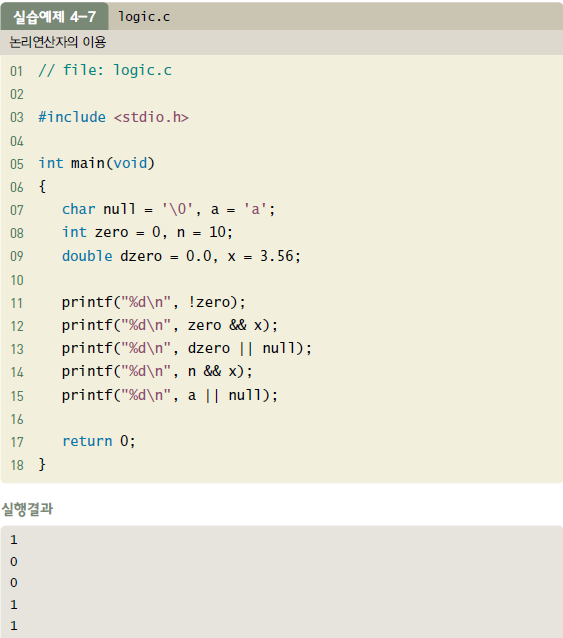 실습예제 4-7 logic.c
논리연산자의 이용
01 // file: logic.c
02
03 #include <stdio.h>
04
05 int main(void)
06 {
07 char null = '\0', a = 'a';
08 int zero = 0, n = 10;
09 double dzero = 0.0, x = 3.56;
10
11 printf("%d\n", !zero);
12 printf("%d\n", zero && x);
13 printf("%d\n", dzero || null);
14 printf("%d\n", n && x);
15 printf("%d\n", a || null);
16
17 return 0;
18 }
실행결과
1
0
0
1
1